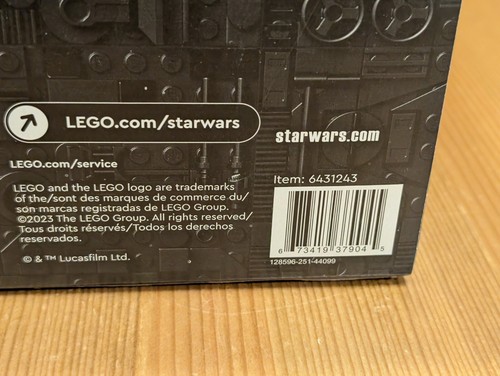 LEGO.com/starwars
starwars.com
LEGO.com/service
LEGO and the LEGO logo are trademarks
of the/sont des marques de commerce du/
son marcas registradas de LEGO Group.
©2023 The LEGO Group. All rights reserved/
Tous droits réservés/Todos los derechos
reservados.
© & ™ Lucasfilm Ltd.
Item: 6431243
6 73419 37904 5
128596-251-44099